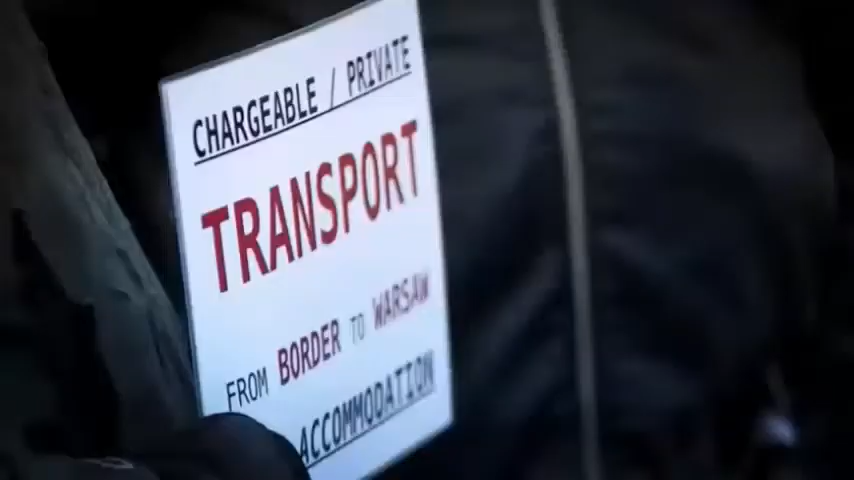 CHARGEABLE / PRIVATE
TRANSPORT
FROM BORDER TO WARSAW
ACCOMMODATION